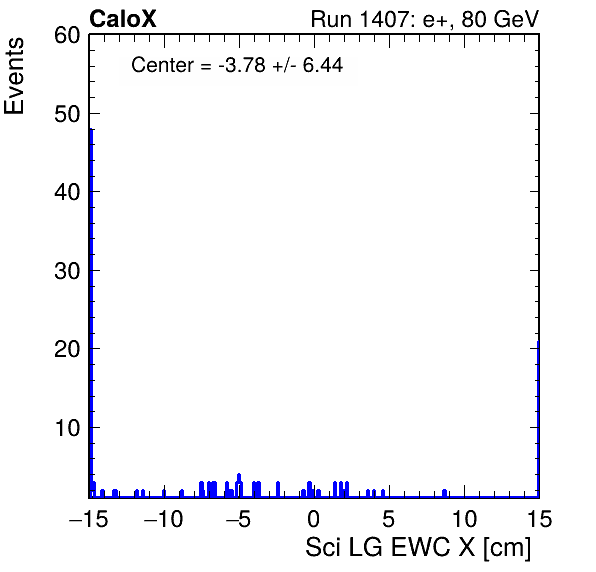 CaloX Run 1407: e+, 80 GeV
Center = -3.78 +/- 6.44
Events
60
50
40
30
20
10
−15 −10 −5 0 5 10 15
Sci LG EWC X [cm]